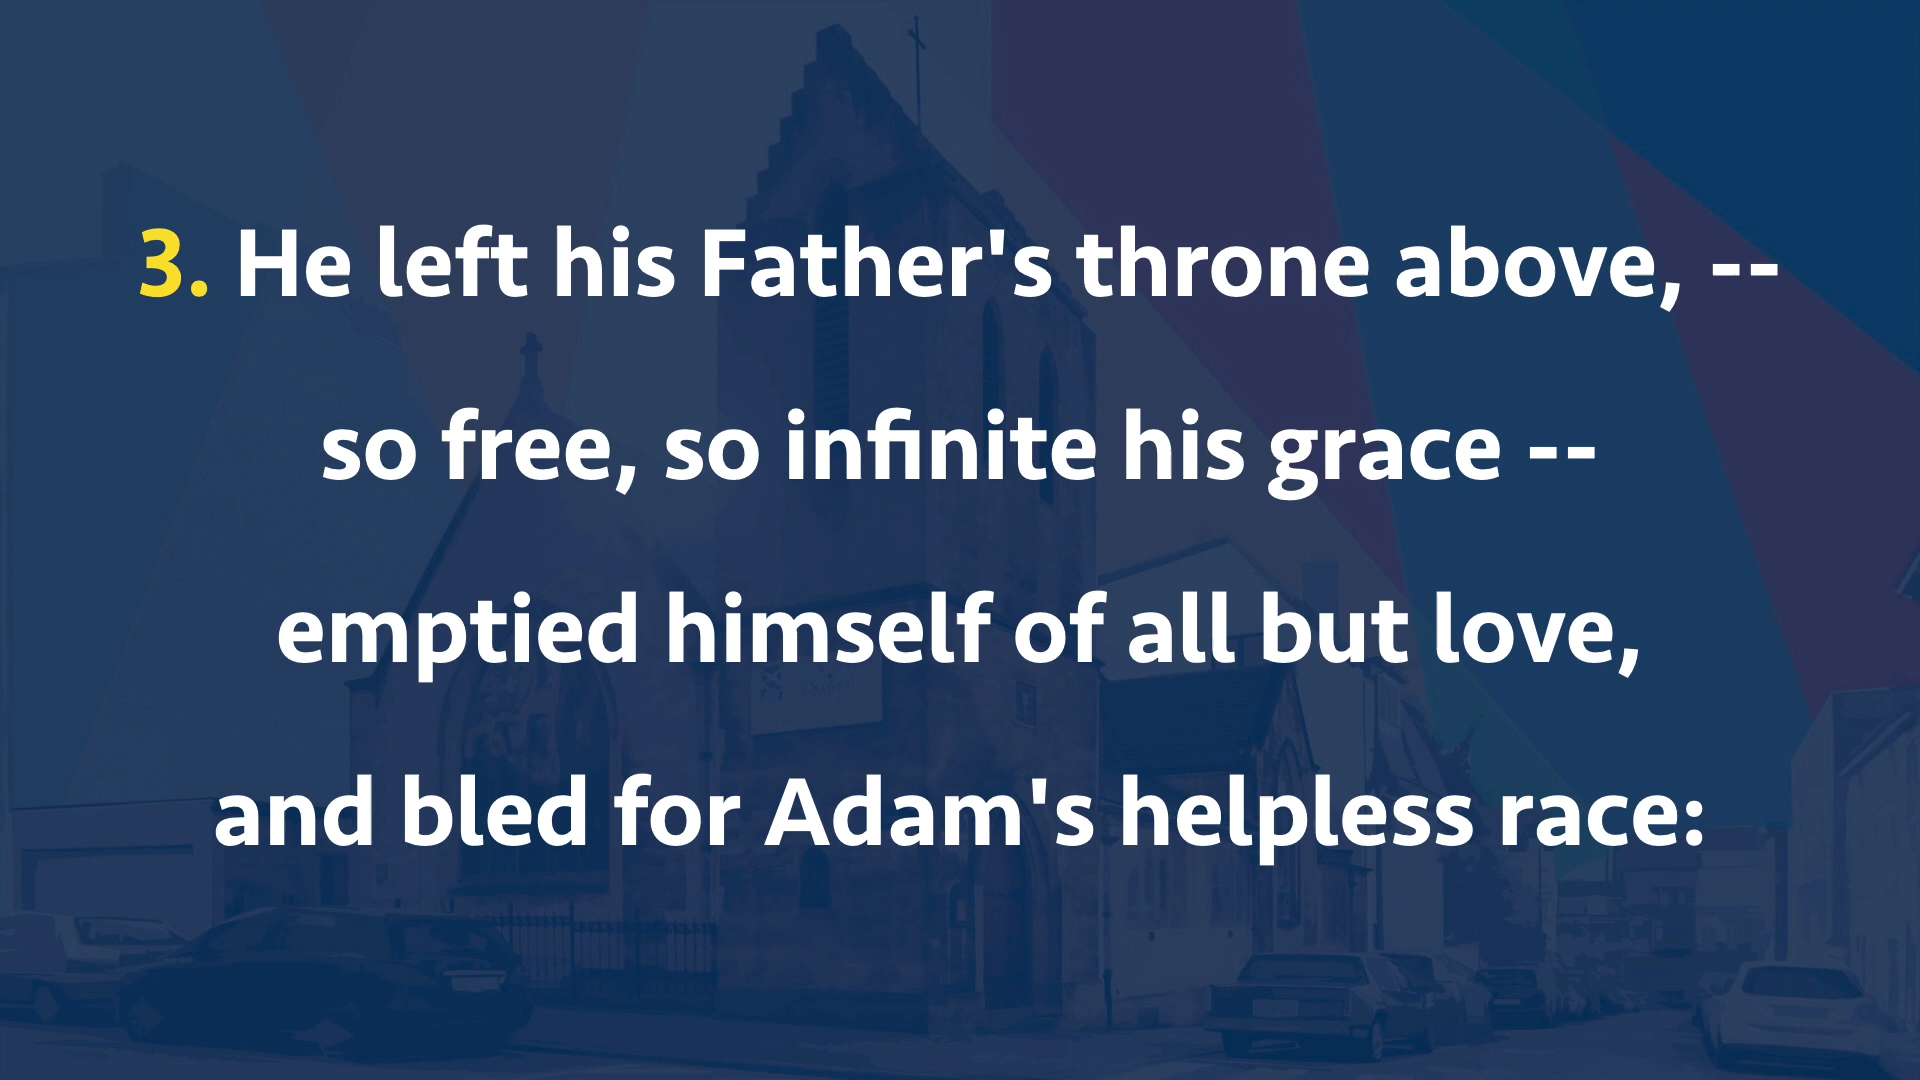 3. He left his Father's throne above, --
so free, so infinite his grace --
emptied himself of all but love,
and bled for Adam's helpless race: